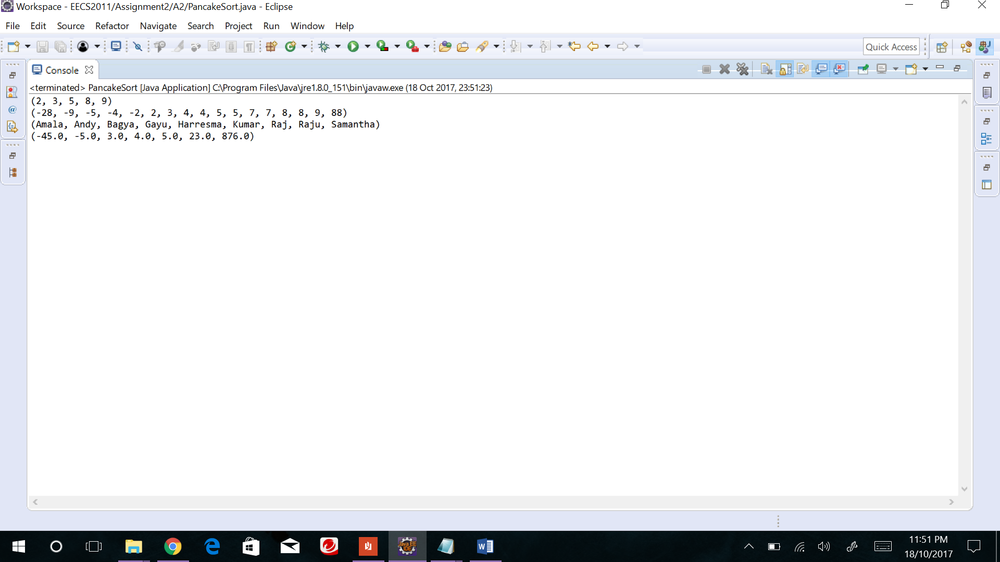 Workspace - EECS2011/Assignment2/A2/PancakeSort.java - Eclipse
File Edit Source Refactor Navigate Search Project Run Window Help
Quick Access
Console
<terminated> PancakeSort [Java Application] C:\Program Files\Java\jre1.8.0_151\bin\javaw.exe (18 Oct 2017, 23:51:23)
(2, 3, 5, 8, 9)
(-28, -9, -5, -4, -2, 2, 3, 4, 4, 5, 5, 7, 7, 8, 8, 9, 88)
(Amala, Andy, Bagya, Gayu, Harresma, Kumar, Raj, Raju, Samantha)
(-45.0, -5.0, 3.0, 4.0, 5.0, 23.0, 876.0)
Java EE
IDE
11:51 PM
18/10/2017